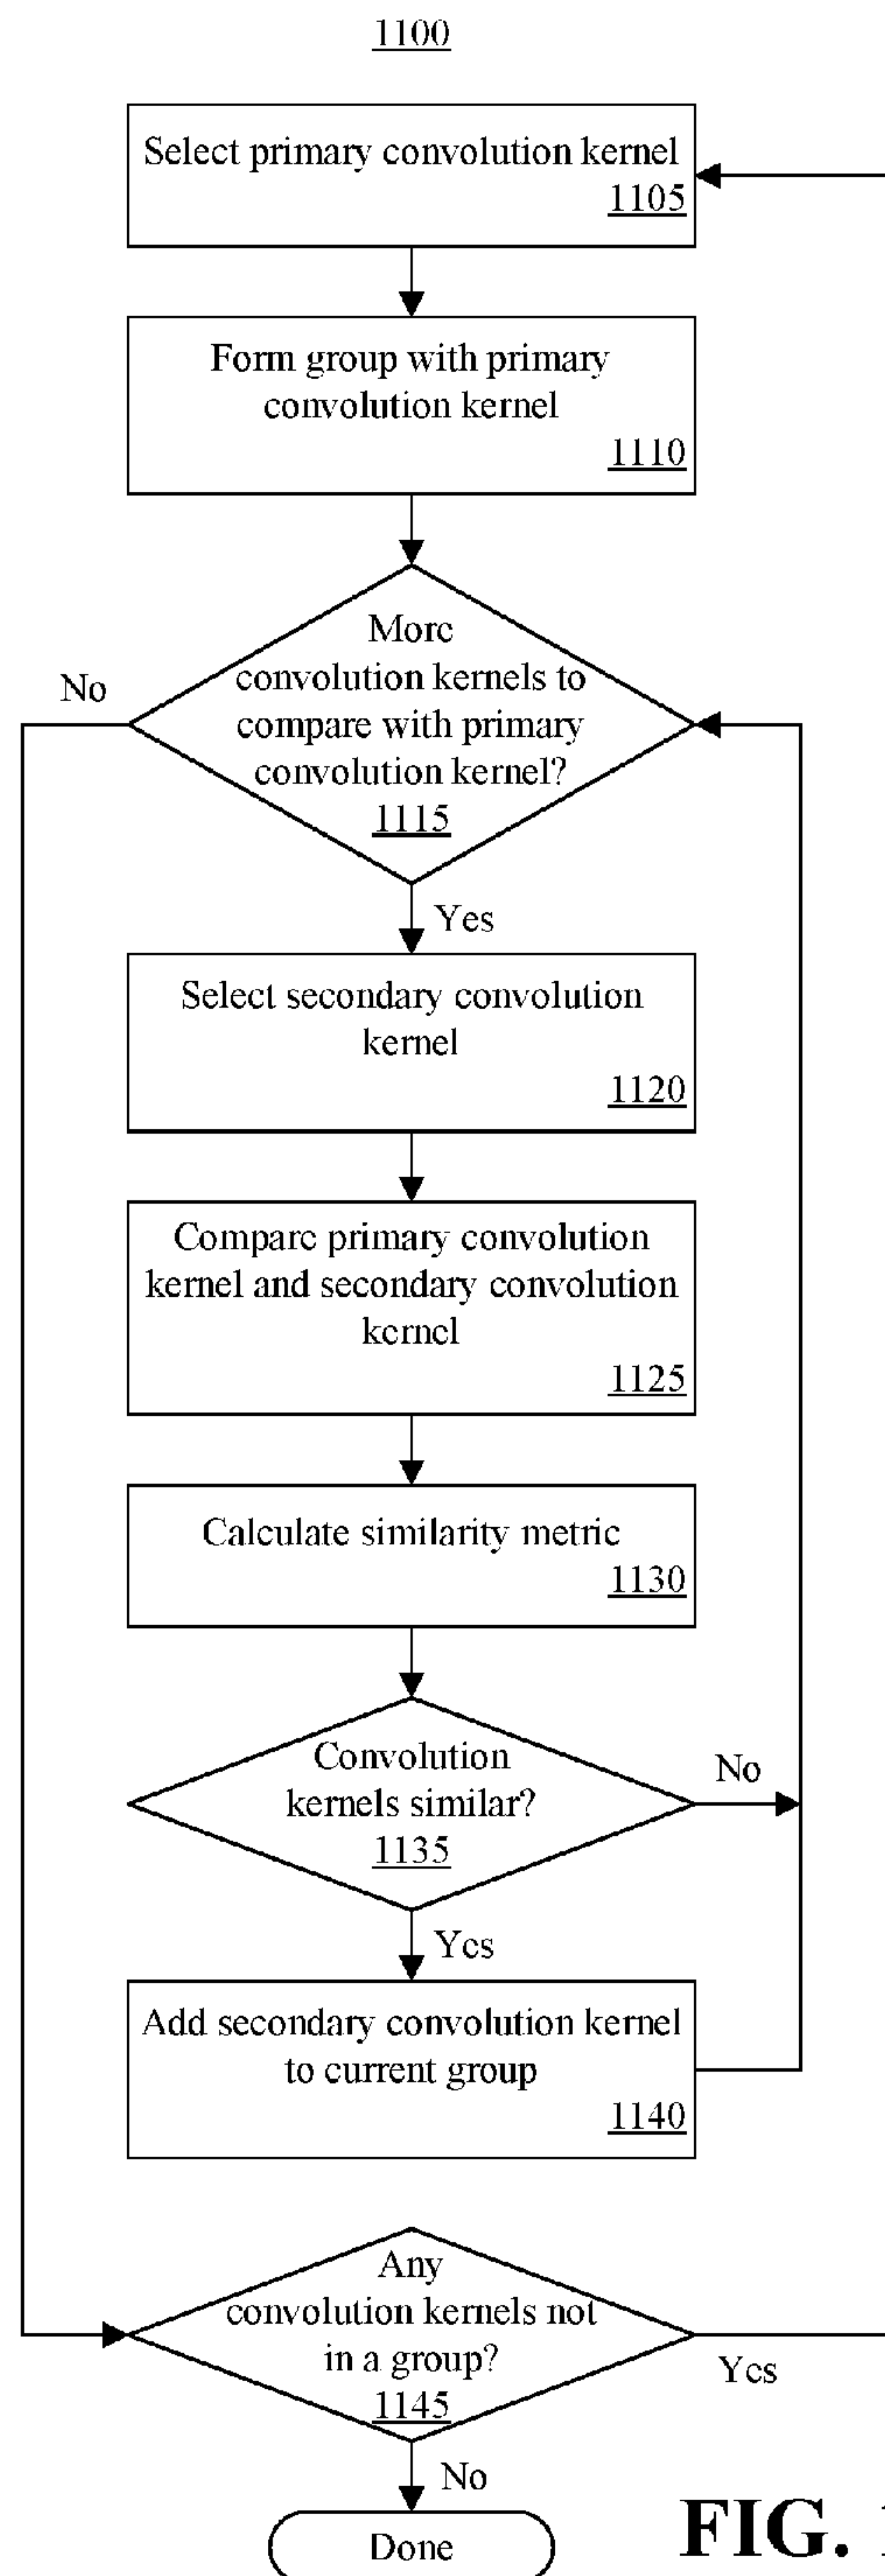 1100
Select primary convolution kernel
1105
Form group with primary
convolution kernel
1110
More
convolution kernels to
compare with primary
convolution kernel?
1115
No
Yes
Select secondary convolution
kernel
1120
Compare primary convolution
kernel and secondary convolution
kernel
1125
Calculate similarity metric
1130
Convolution
kernels similar?
1135
No
Yes
Add secondary convolution kernel
to current group
1140
Any
convolution kernels not
in a group?
1145
Yes
No
Done
FIG.